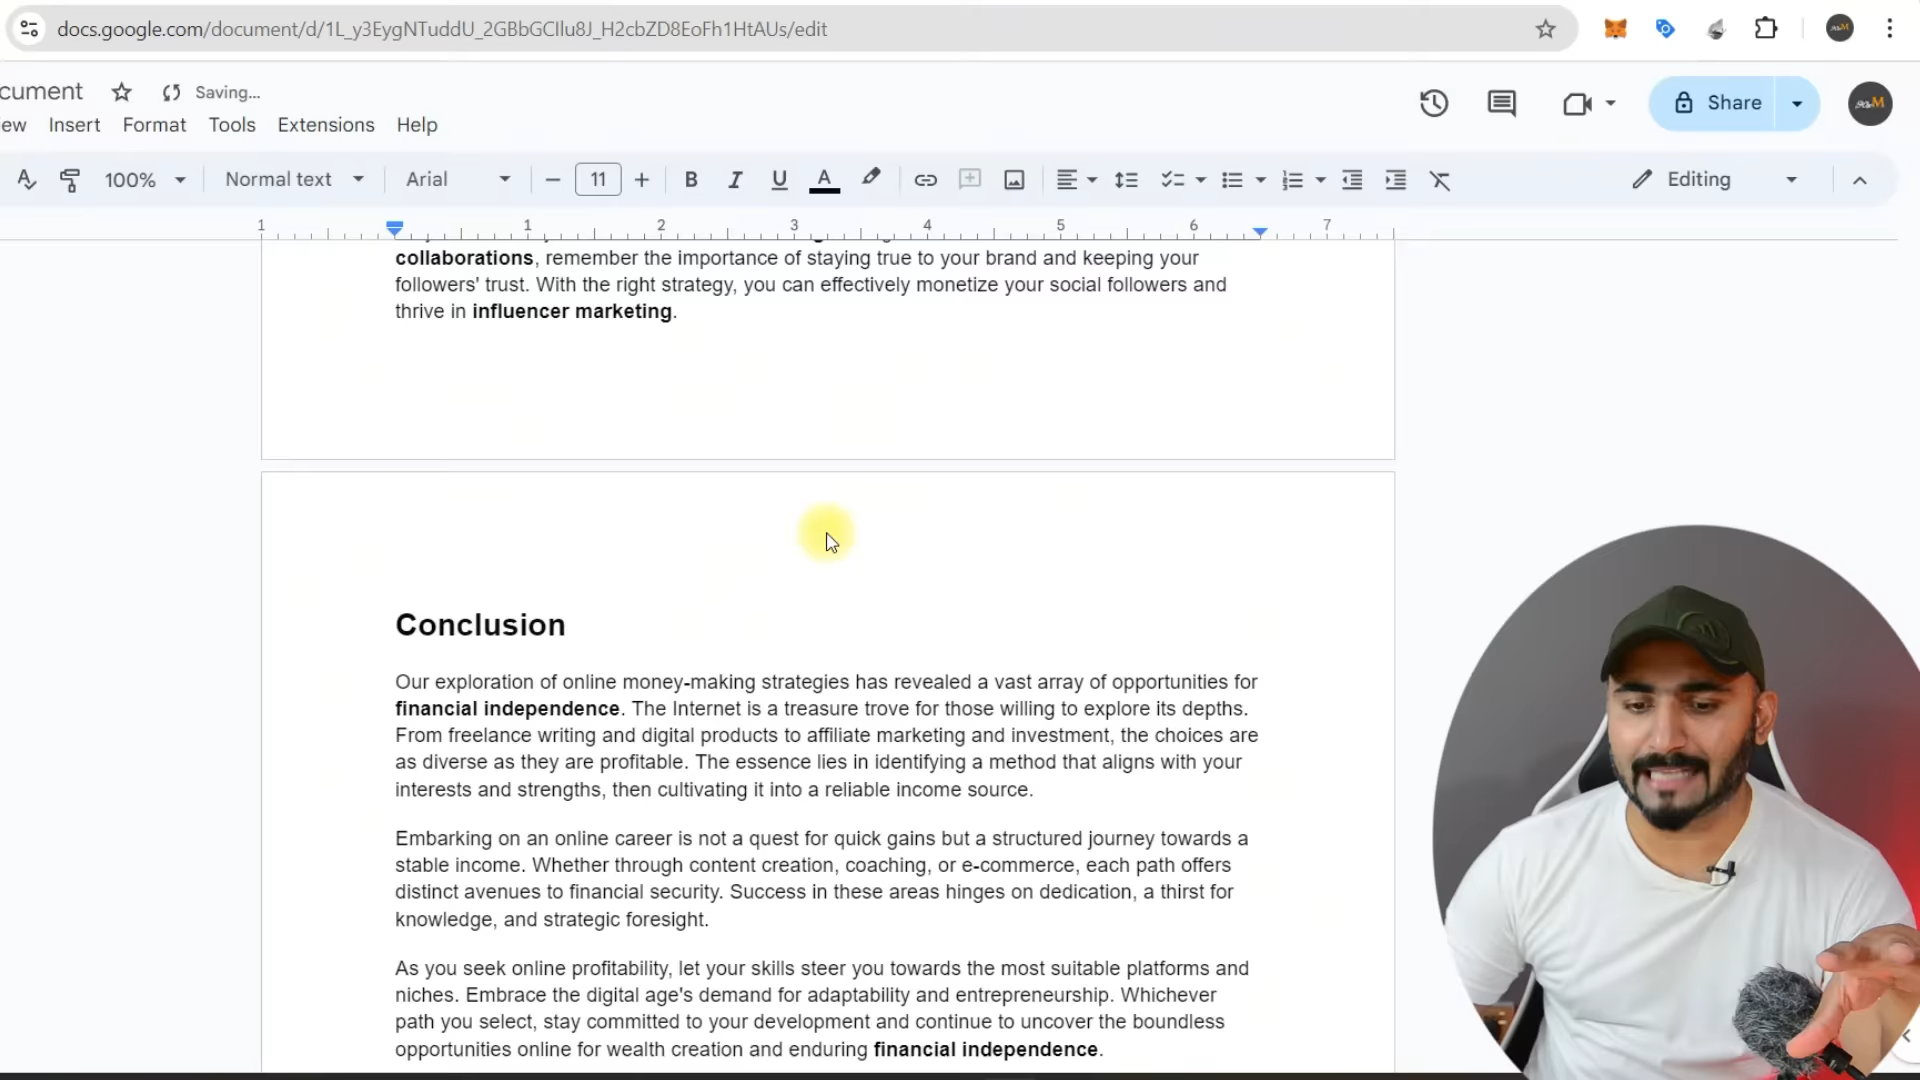 docs.google.com/document/d/1L_y3EygNTuddU_2GBbGCIlu8J_H2cbZD8EoFh1HtAUs/edit
cument Saving...
ew Insert Format Tools Extensions Help
Share
100% Normal text Arial 11 B I U A Editing
1 1 2 3 4 5 6 7
collaborations, remember the importance of staying true to your brand and keeping your
followers' trust. With the right strategy, you can effectively monetize your social followers and
thrive in influencer marketing.
Conclusion
Our exploration of online money-making strategies has revealed a vast array of opportunities for
financial independence. The Internet is a treasure trove for those willing to explore its depths.
From freelance writing and digital products to affiliate marketing and investment, the choices are
as diverse as they are profitable. The essence lies in identifying a method that aligns with your
interests and strengths, then cultivating it into a reliable income source.
Embarking on an online career is not a quest for quick gains but a structured journey towards a
stable income. Whether through content creation, coaching, or e-commerce, each path offers
distinct avenues to financial security. Success in these areas hinges on dedication, a thirst for
knowledge, and strategic foresight.
As you seek online profitability, let your skills steer you towards the most suitable platforms and
niches. Embrace the digital age's demand for adaptability and entrepreneurship. Whichever
path you select, stay committed to your development and continue to uncover the boundless
opportunities online for wealth creation and enduring financial independence.